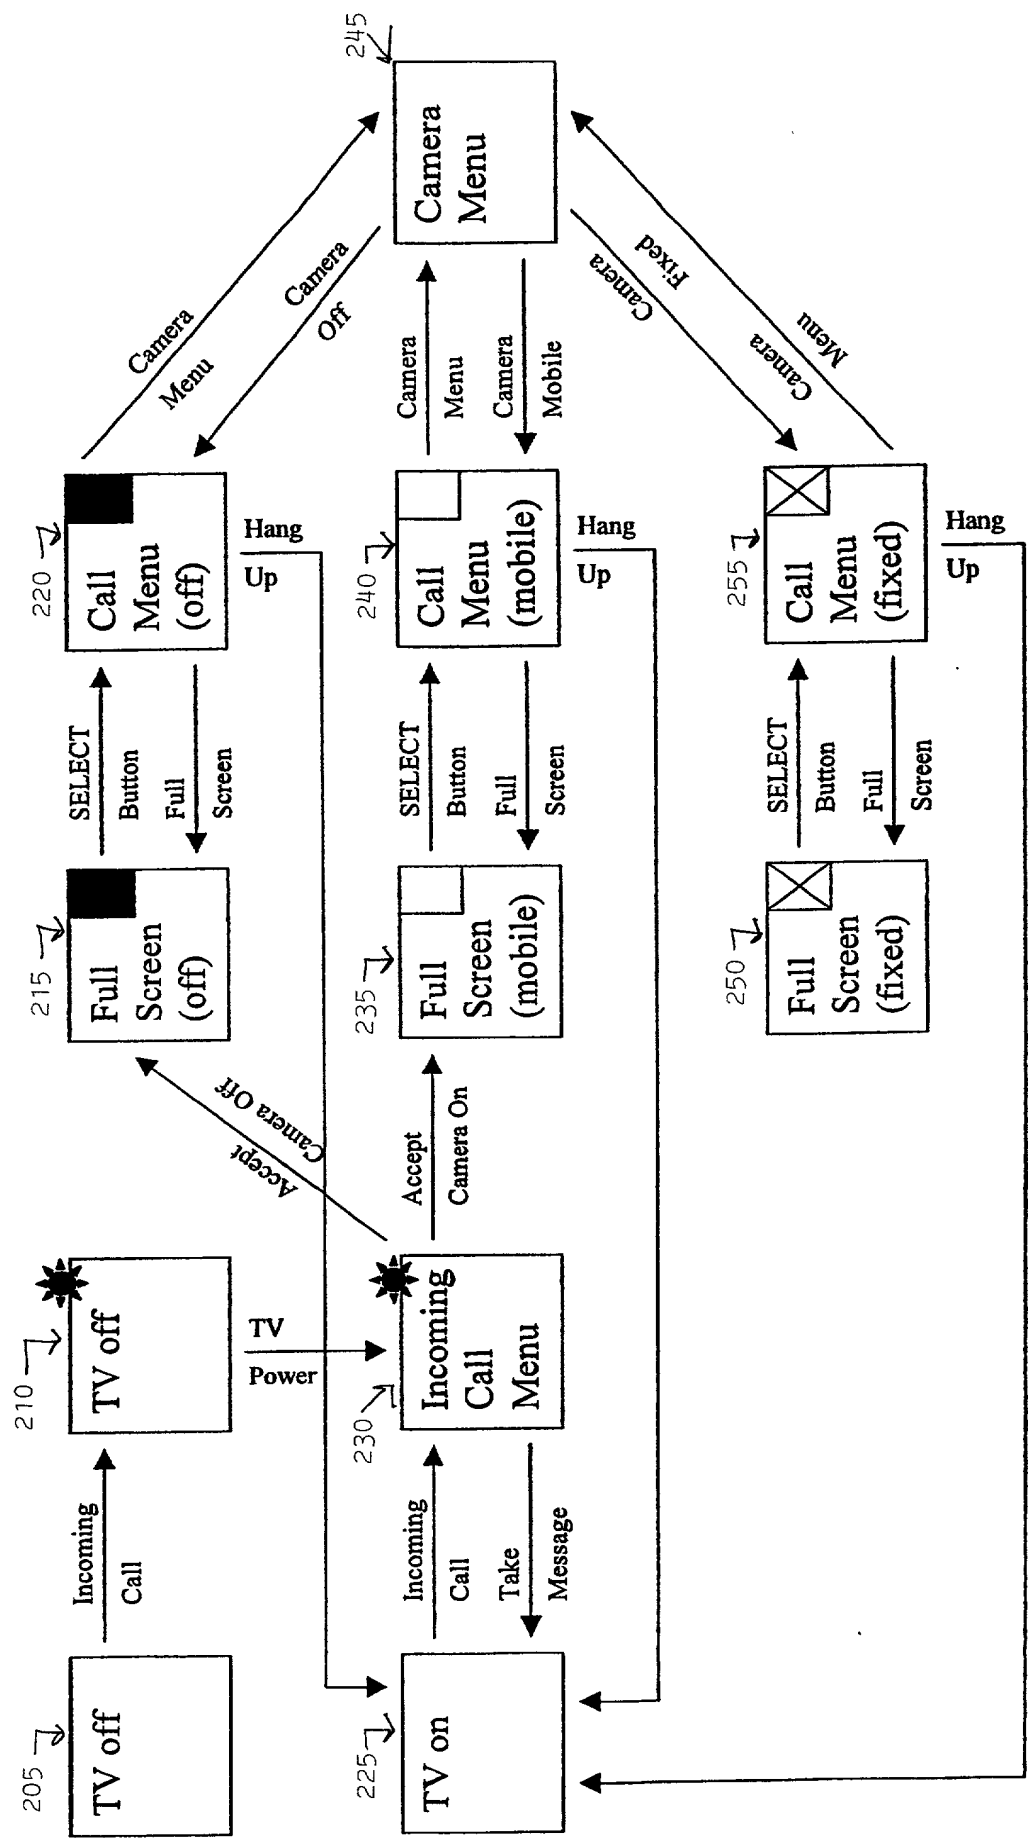 205
TV off
Incoming
Call
210
TV off
TV
Power
215
Full
Screen
(off)
SELECT
Button
Full
Screen
220
Call
Menu
(off)
Hang
Up
Camera
Menu
Camera
Off
225
TV on
Incoming
Call
Take
Message
230
Incoming
Call
Menu
Accept
Camera Off
Accept
Camera On
235
Full
Screen
(mobile)
SELECT
Button
Full
Screen
240
Call
Menu
(mobile)
Hang
Up
Camera
Menu
Camera
Mobile
245
Camera
Menu
Camera
Fixed
Camera
Menu
250
Full
Screen
(fixed)
SELECT
Button
Full
Screen
255
Call
Menu
(fixed)
Hang
Up